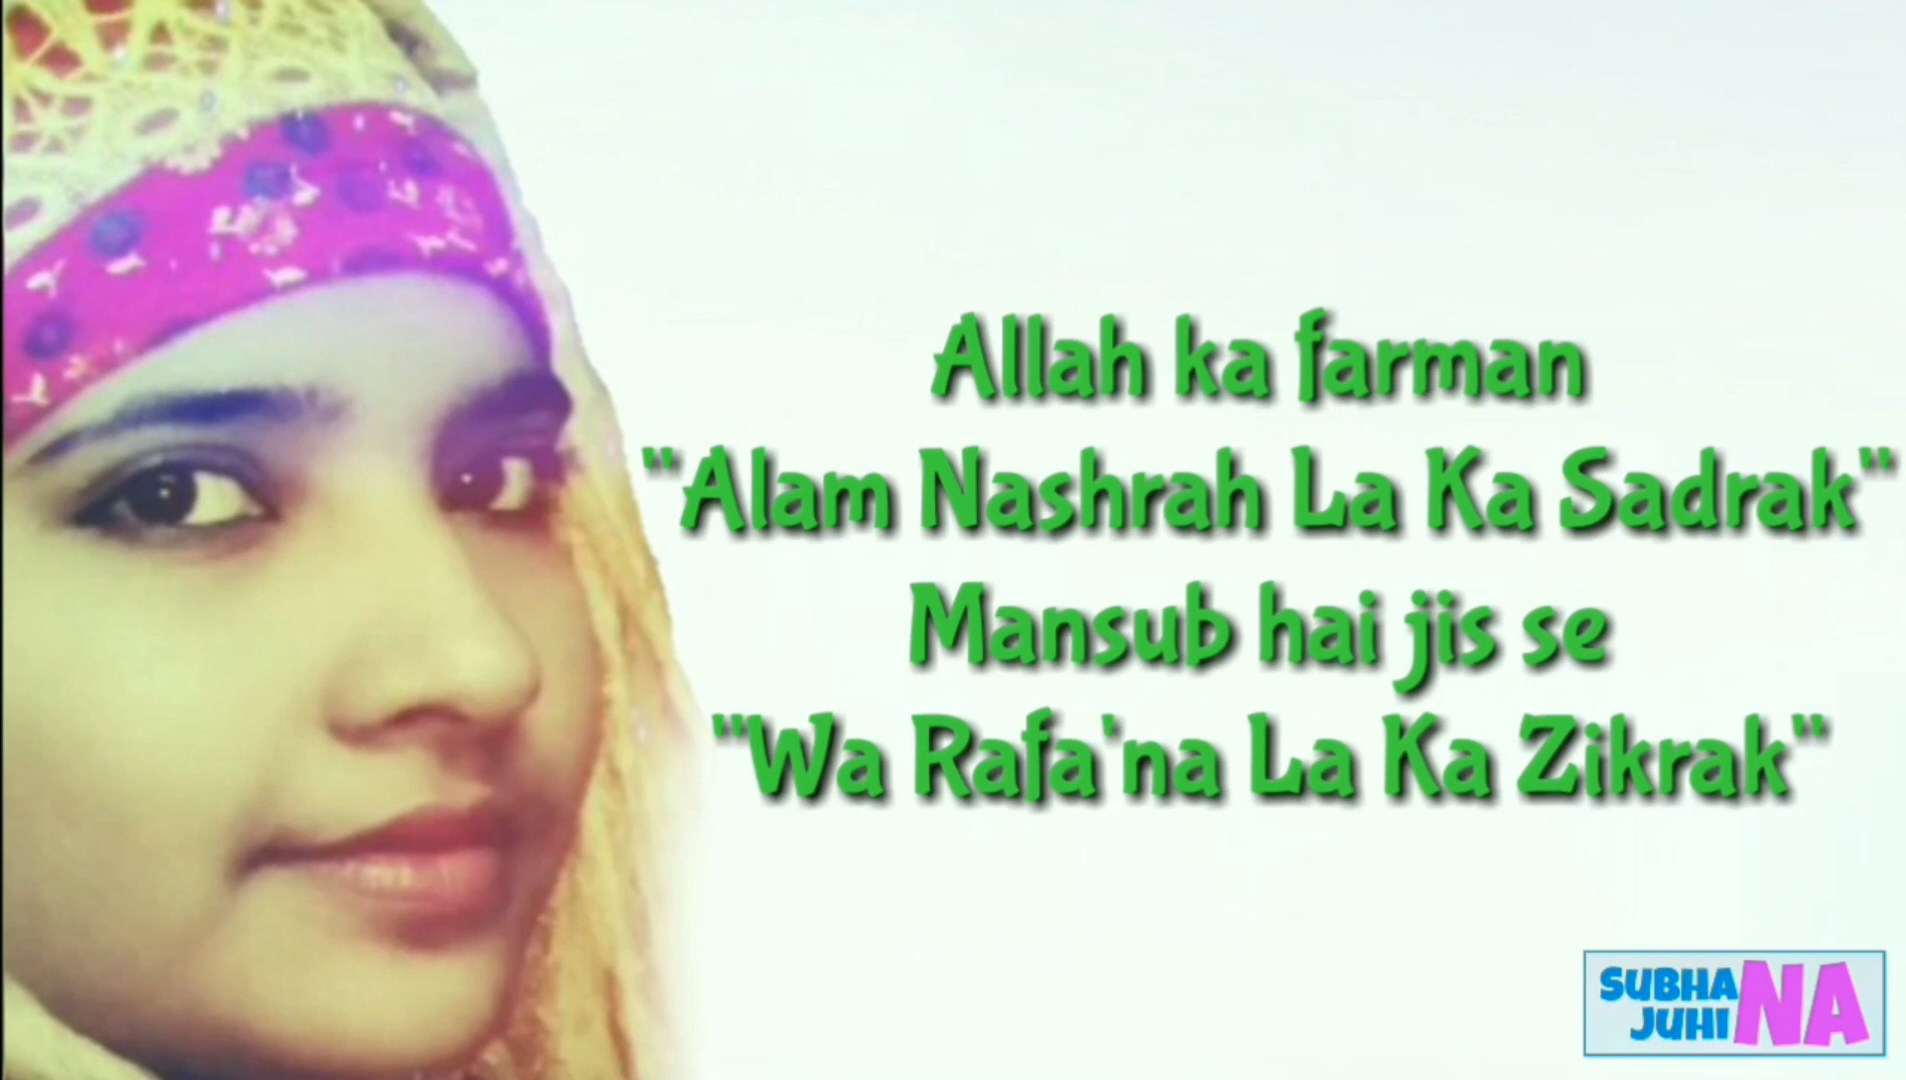 Allah ka farman
"Alam Nashrah La Ka Sadrak"
Mansub hai jis se
"Wa Rafa'na La Ka Zikrak"
SUBHA
JUHI NA